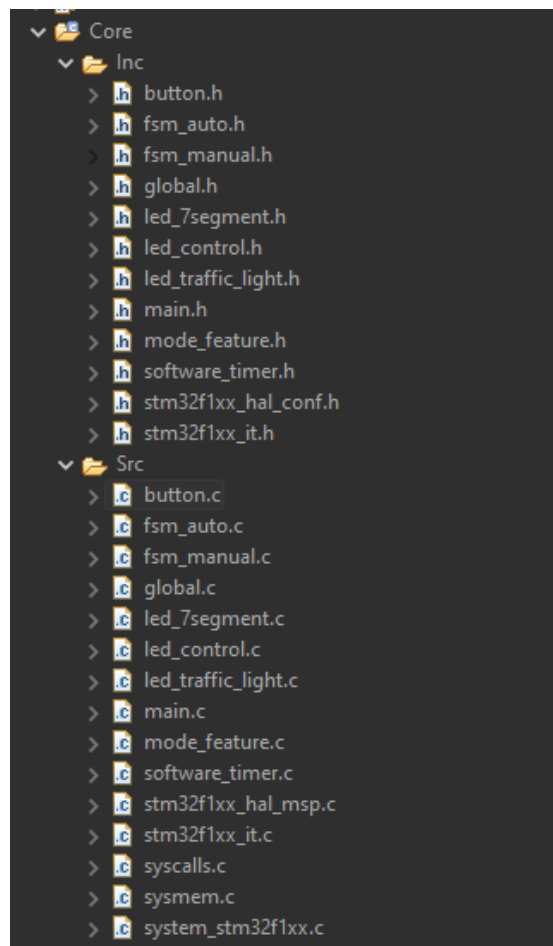 Core
Inc
button.h
fsm_auto.h
fsm_manual.h
global.h
led_7segment.h
led_control.h
led_traffic_light.h
main.h
mode_feature.h
software_timer.h
stm32f1xx_hal_conf.h
stm32f1xx_it.h
Src
button.c
fsm_auto.c
fsm_manual.c
global.c
led_7segment.c
led_control.c
led_traffic_light.c
main.c
mode_feature.c
software_timer.c
stm32f1xx_hal_msp.c
stm32f1xx_it.c
syscalls.c
sysmem.c
system_stm32f1xx.c